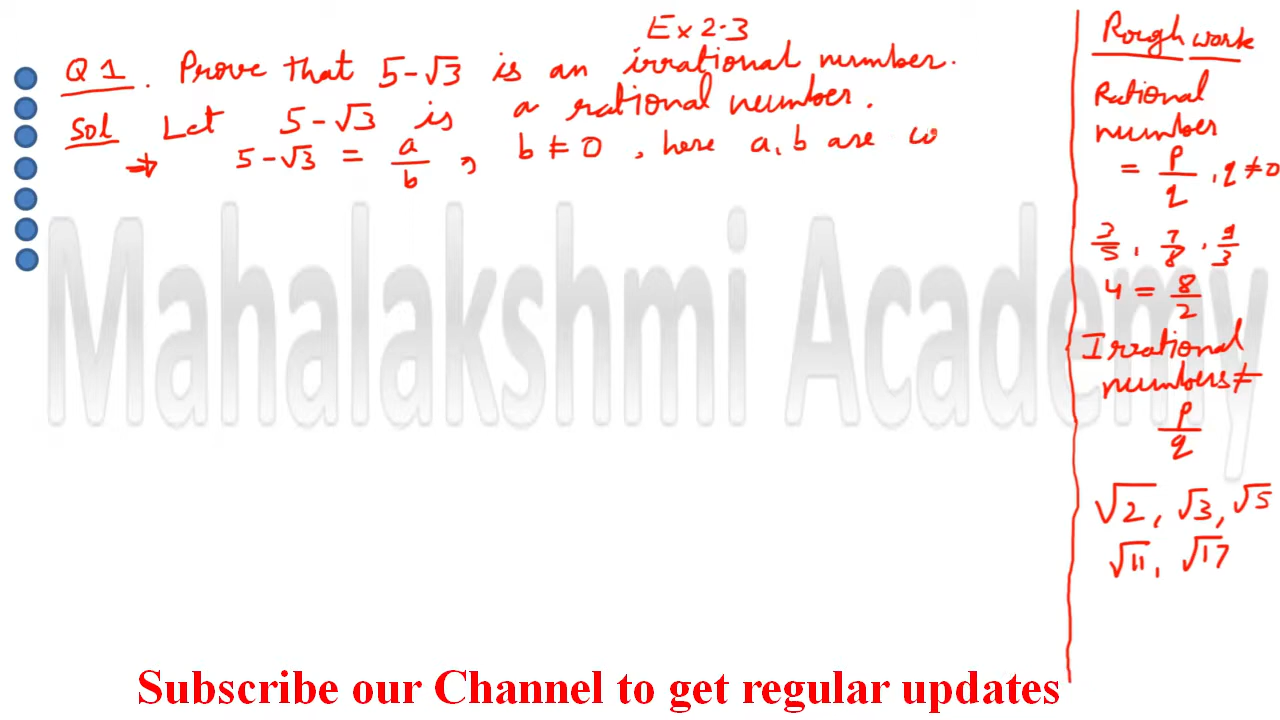 Ex 2.3
Q 1. Prove that 5-√3 is an irrational number.
Sol Let 5-√3 is a rational number.
⇒ 5-√3 = a/b, b ≠ 0, here a, b are co
Rough work
Rational
number
= p/q, q ≠ 0
3/5, 7/8, 9/3
4 = 8/2
Irrational
numbers ≠
p/q
√2, √3, √5
√11, √17
Mahalakshmi Academy
Subscribe our Channel to get regular updates